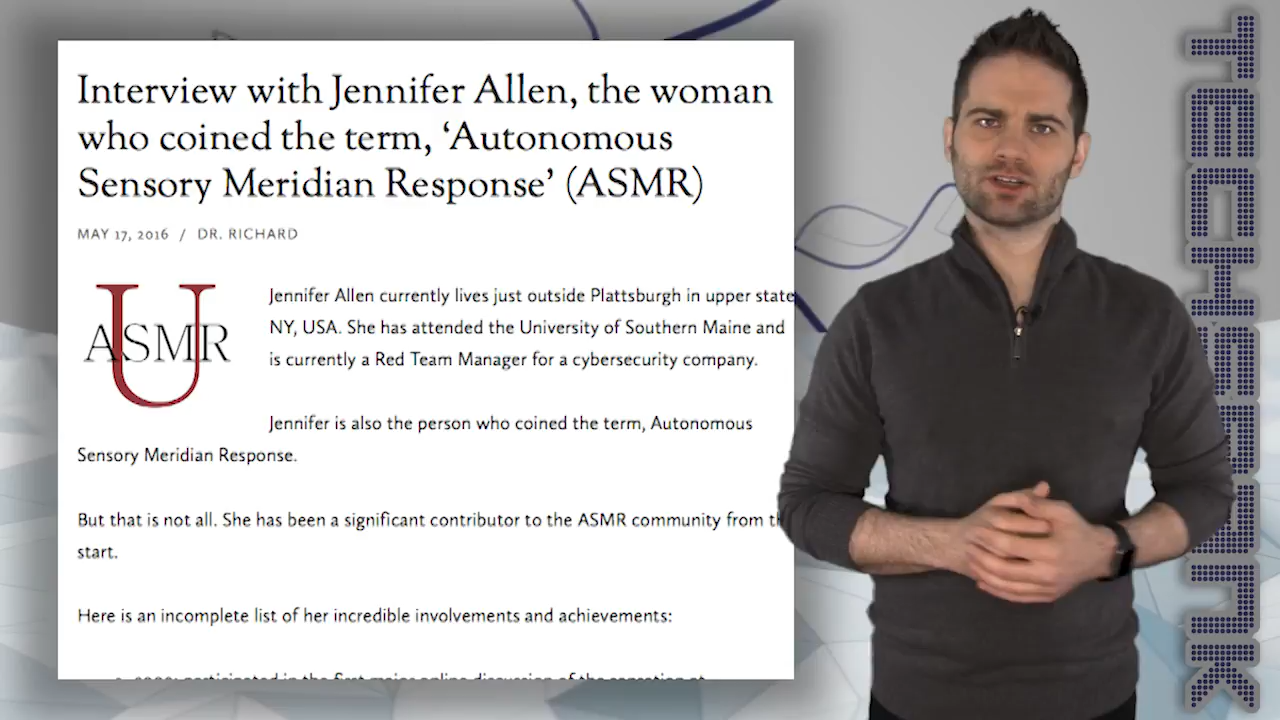 Interview with Jennifer Allen, the woman
who coined the term, ‘Autonomous
Sensory Meridian Response’ (ASMR)
MAY 17, 2016 / DR. RICHARD
U
ASMR
Jennifer Allen currently lives just outside Plattsburgh in upper state
NY, USA. She has attended the University of Southern Maine and
is currently a Red Team Manager for a cybersecurity company.
Jennifer is also the person who coined the term, Autonomous
Sensory Meridian Response.
But that is not all. She has been a significant contributor to the ASMR community from
start.
Here is an incomplete list of her incredible involvements and achievements: